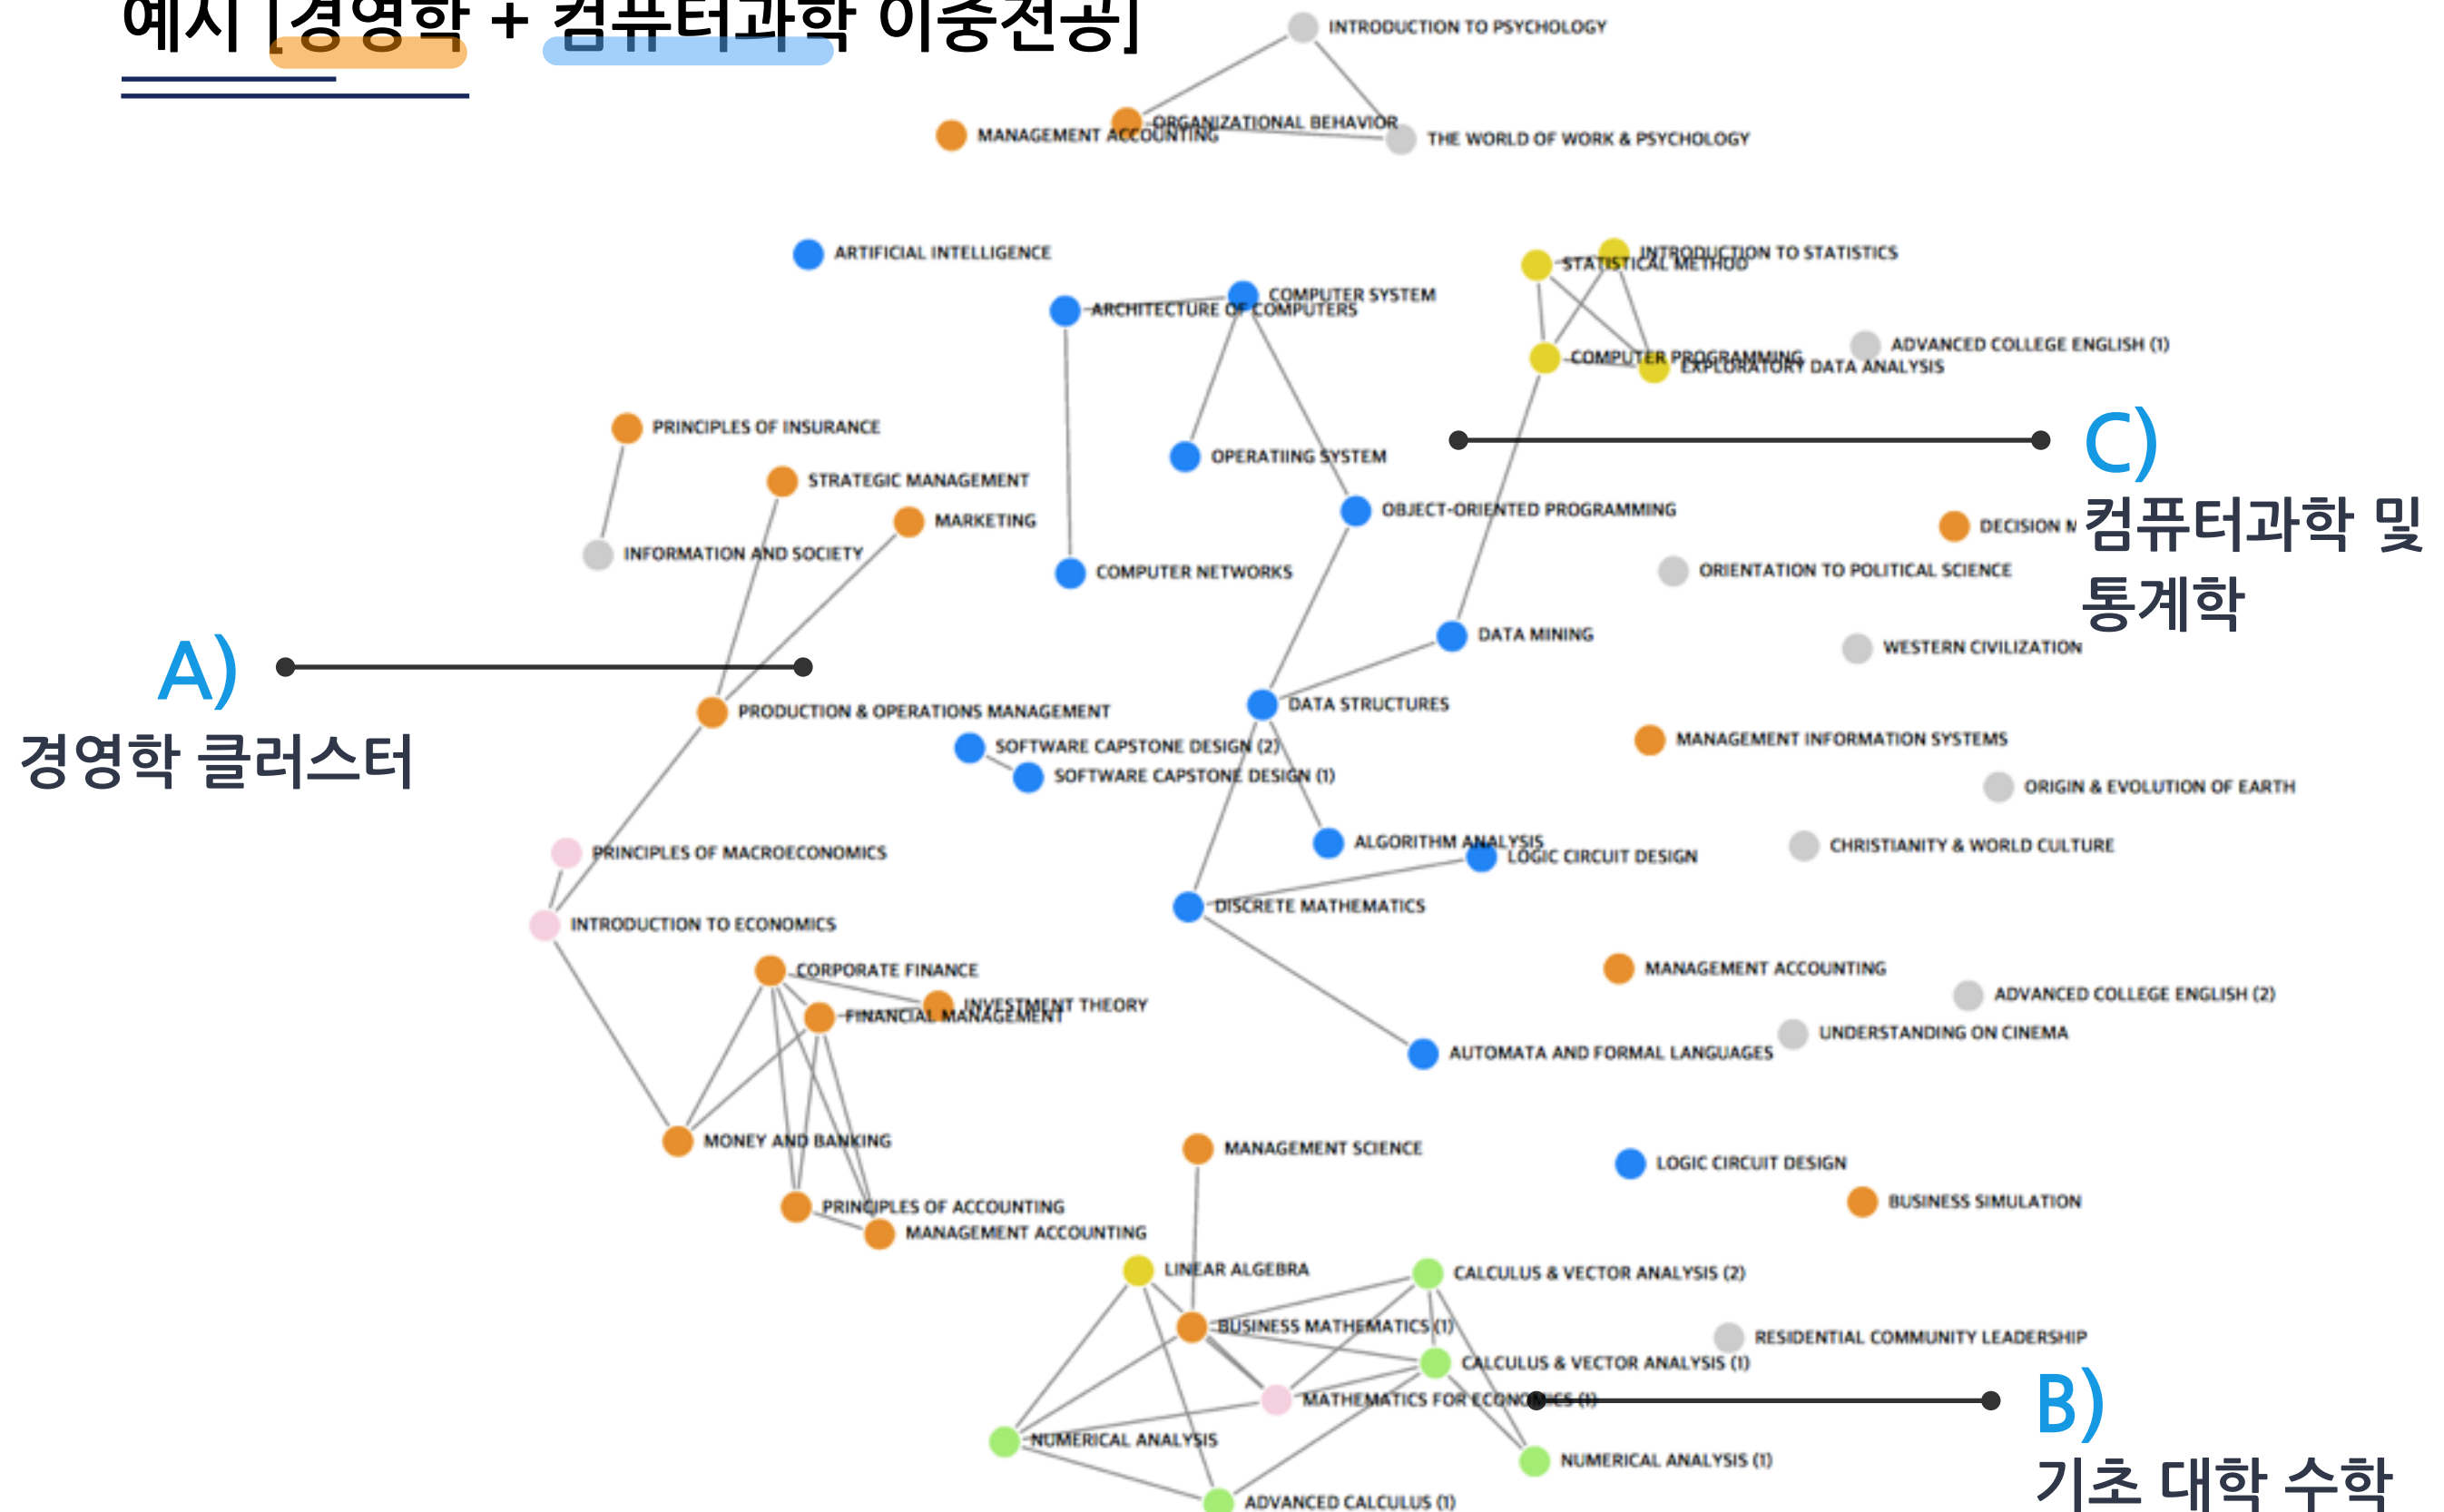 예시 [경영학 + 컴퓨터과학 이중전공]
INTRODUCTION TO PSYCHOLOGY
ORGANIZATIONAL BEHAVIOR
MANAGEMENT ACCOUNTING
THE WORLD OF WORK & PSYCHOLOGY
ARTIFICIAL INTELLIGENCE
INTRODUCTION TO STATISTICS
STATISTICAL METHOD
COMPUTER SYSTEM
ARCHITECTURE OF COMPUTERS
ADVANCED COLLEGE ENGLISH (1)
COMPUTER PROGRAMMING
EXPLORATORY DATA ANALYSIS
PRINCIPLES OF INSURANCE
C)
컴퓨터과학 및
통계학
OPERATIING SYSTEM
STRATEGIC MANAGEMENT
OBJECT-ORIENTED PROGRAMMING
MARKETING
DECISION M
INFORMATION AND SOCIETY
COMPUTER NETWORKS
ORIENTATION TO POLITICAL SCIENCE
DATA MINING
WESTERN CIVILIZATION
A)
경영학 클러스터
DATA STRUCTURES
PRODUCTION & OPERATIONS MANAGEMENT
MANAGEMENT INFORMATION SYSTEMS
SOFTWARE CAPSTONE DESIGN (2)
SOFTWARE CAPSTONE DESIGN (1)
ORIGIN & EVOLUTION OF EARTH
ALGORITHM ANALYSIS
CHRISTIANITY & WORLD CULTURE
PRINCIPLES OF MACROECONOMICS
LOGIC CIRCUIT DESIGN
DISCRETE MATHEMATICS
INTRODUCTION TO ECONOMICS
CORPORATE FINANCE
MANAGEMENT ACCOUNTING
ADVANCED COLLEGE ENGLISH (2)
INVESTMENT THEORY
FINANCIAL MANAGEMENT
UNDERSTANDING ON CINEMA
AUTOMATA AND FORMAL LANGUAGES
MONEY AND BANKING
MANAGEMENT SCIENCE
LOGIC CIRCUIT DESIGN
BUSINESS SIMULATION
PRINCIPLES OF ACCOUNTING
MANAGEMENT ACCOUNTING
LINEAR ALGEBRA
CALCULUS & VECTOR ANALYSIS (2)
BUSINESS MATHEMATICS (1)
RESIDENTIAL COMMUNITY LEADERSHIP
CALCULUS & VECTOR ANALYSIS (1)
MATHEMATICS FOR ECONOMICS (1)
B)
기초 대학 수학
NUMERICAL ANALYSIS
NUMERICAL ANALYSIS (1)
ADVANCED CALCULUS (1)